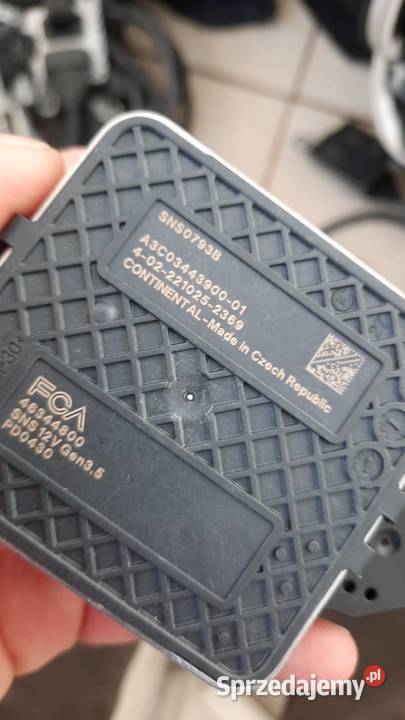 SNS0793B
A3C03443900-01
4-02-221025-2369
CONTINENTAL-Made in Czech Republic
FCA
46344800
SNS 12V Gen3.5
P00430
Sprzedajemy.pl